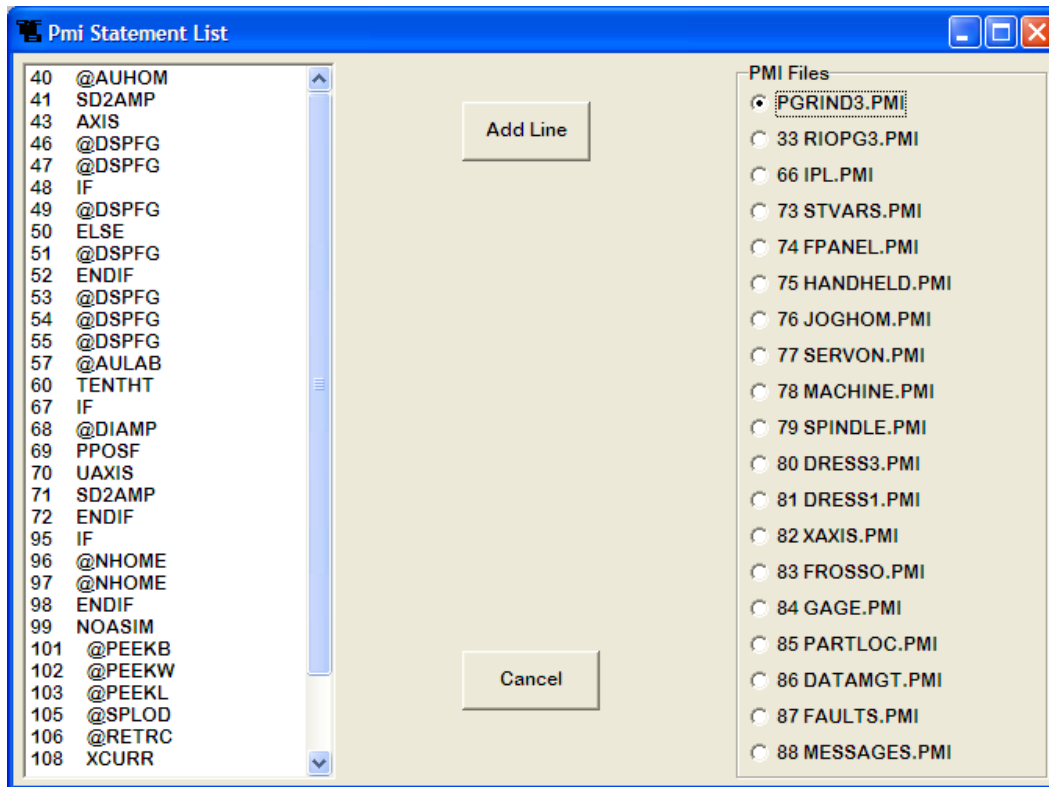 Pmi Statement List
40 @AUHOM
41 SD2AMP
43 AXIS
46 @DSPFG
47 @DSPFG
48 IF
49 @DSPFG
50 ELSE
51 @DSPFG
52 ENDIF
53 @DSPFG
54 @DSPFG
55 @DSPFG
57 @AULAB
60 TENTHT
67 IF
68 @DIAMP
69 PPOSF
70 UAXIS
71 SD2AMP
72 ENDIF
95 IF
96 @NHOME
97 @NHOME
98 ENDIF
99 NOASIM
101 @PEEKB
102 @PEEKW
103 @PEEKL
105 @SPLOD
106 @RETRC
108 XCURR
Add Line
Cancel
PMI Files
PGRIND3.PMI
33 RIOPG3.PMI
66 IPL.PMI
73 STVARS.PMI
74 FPANEL.PMI
75 HANDHELD.PMI
76 JOGHOM.PMI
77 SERVON.PMI
78 MACHINE.PMI
79 SPINDLE.PMI
80 DRESS3.PMI
81 DRESS1.PMI
82 XAXIS.PMI
83 FROSSO.PMI
84 GAGE.PMI
85 PARTLOC.PMI
86 DATAMGT.PMI
87 FAULTS.PMI
88 MESSAGES.PMI